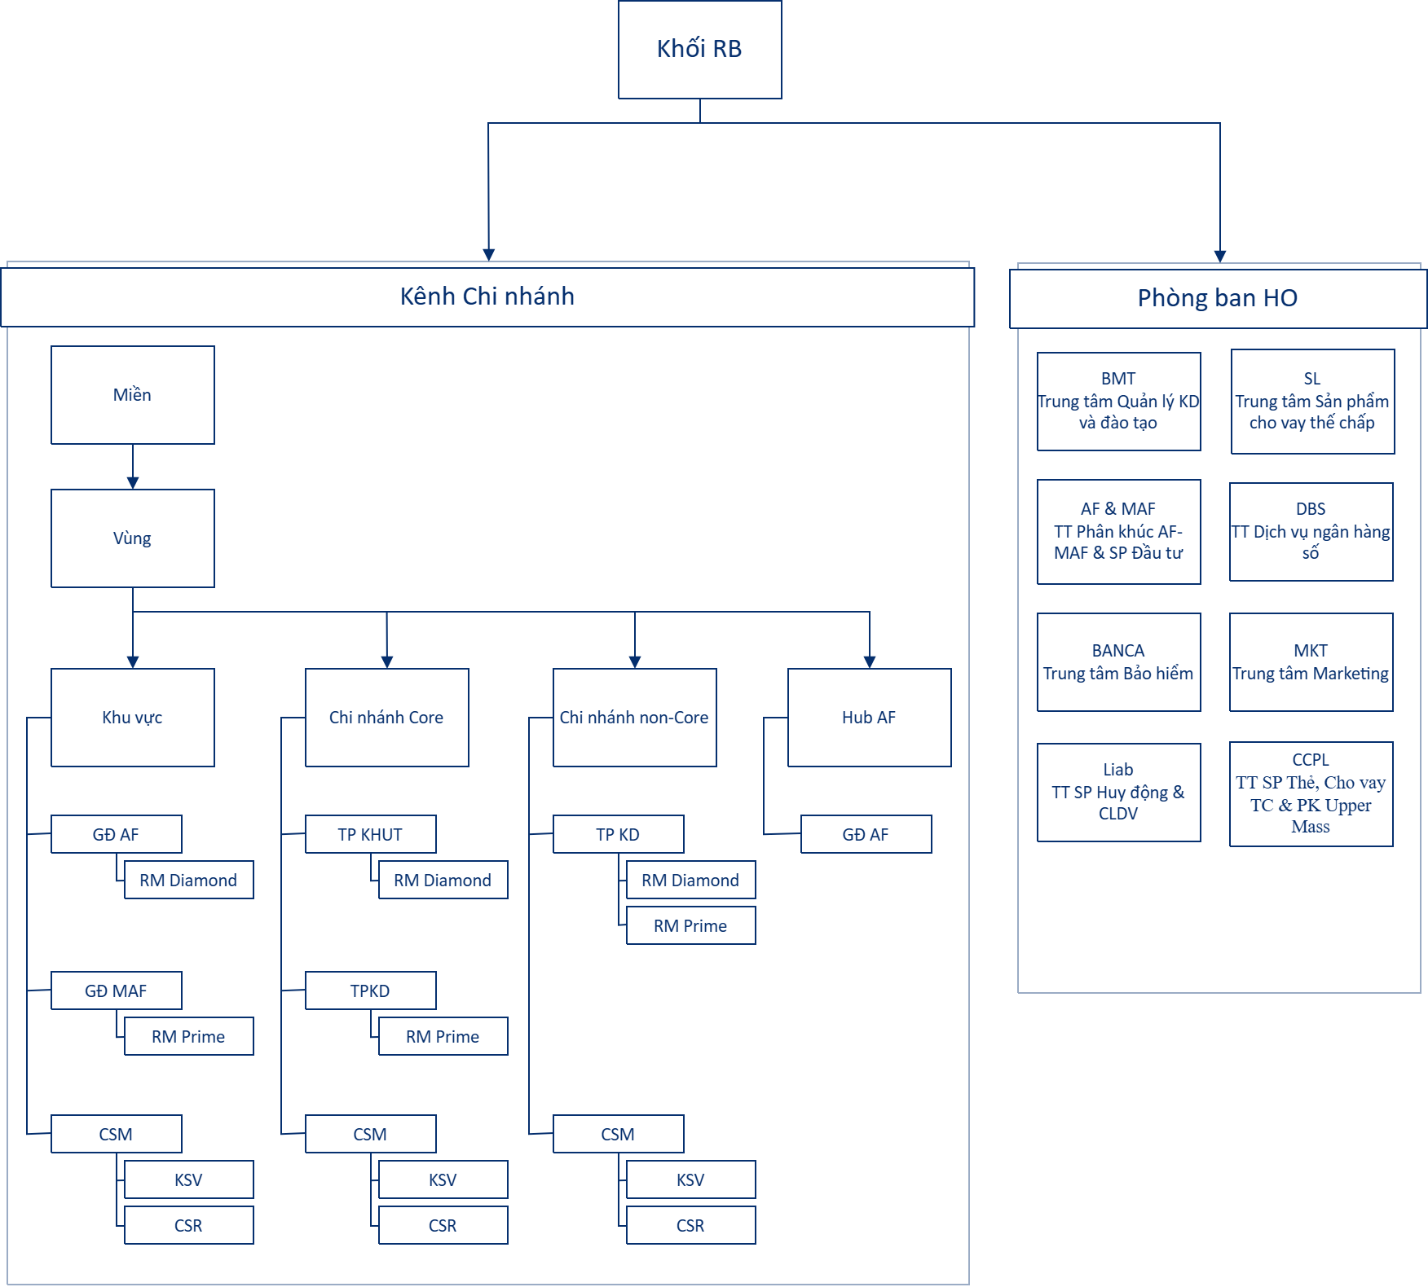 Khối RB
Kênh Chi nhánh
Miền
Vùng
Khu vực
GĐ AF
RM Diamond
GĐ MAF
RM Prime
CSM
KSV
CSR
Chi nhánh Core
TP KHUT
RM Diamond
TPKD
RM Prime
CSM
KSV
CSR
Chi nhánh non-Core
TP KD
RM Diamond
RM Prime
CSM
KSV
CSR
Hub AF
GĐ AF
Phòng ban HO
BMT
Trung tâm Quản lý KD
và đào tạo
SL
Trung tâm Sản phẩm
cho vay thế chấp
AF & MAF
TT Phân khúc AF-
MAF & SP Đầu tư
DBS
TT Dịch vụ ngân hàng
số
BANCA
Trung tâm Bảo hiểm
MKT
Trung tâm Marketing
Liab
TT SP Huy động &
CLDV
CCPL
TT SP Thẻ, Cho vay
TC & PK Upper
Mass